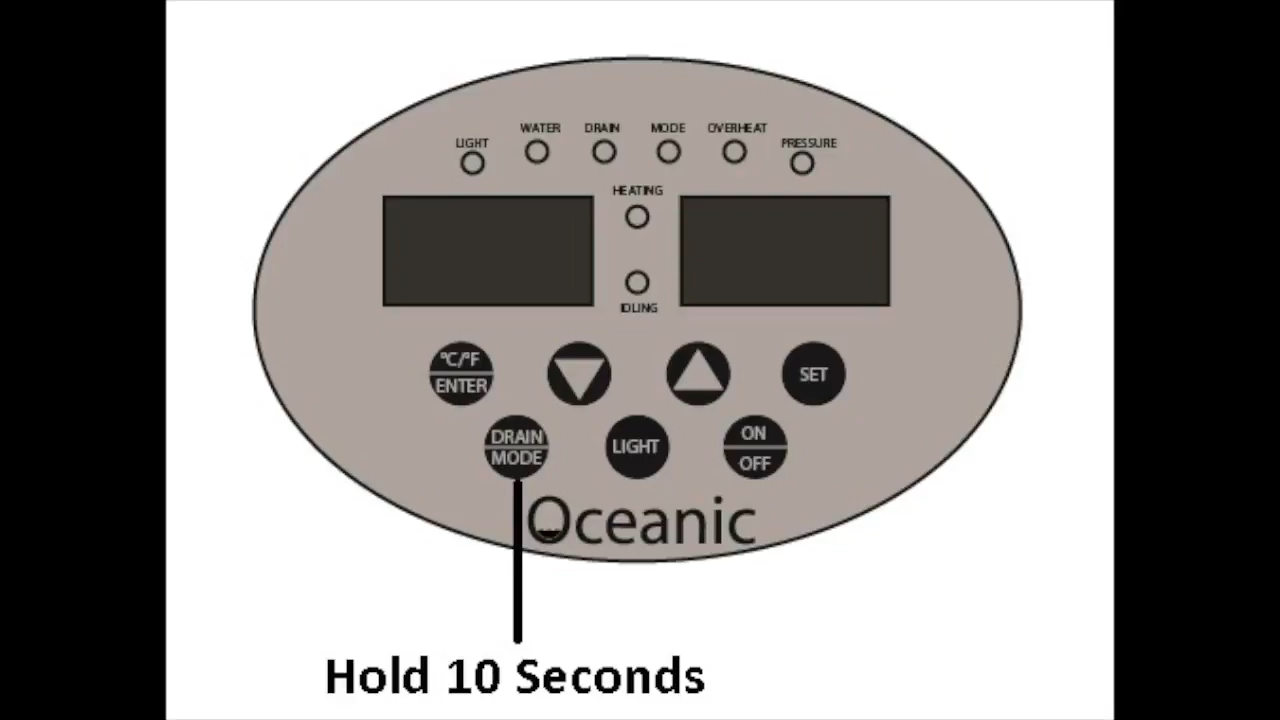 LIGHT
WATER
DRAIN
MODE
OVERHEAT
PRESSURE
HEATING
IDLING
°C/°F
ENTER
SET
DRAIN
MODE
LIGHT
ON
OFF
Oceanic
Hold 10 Seconds